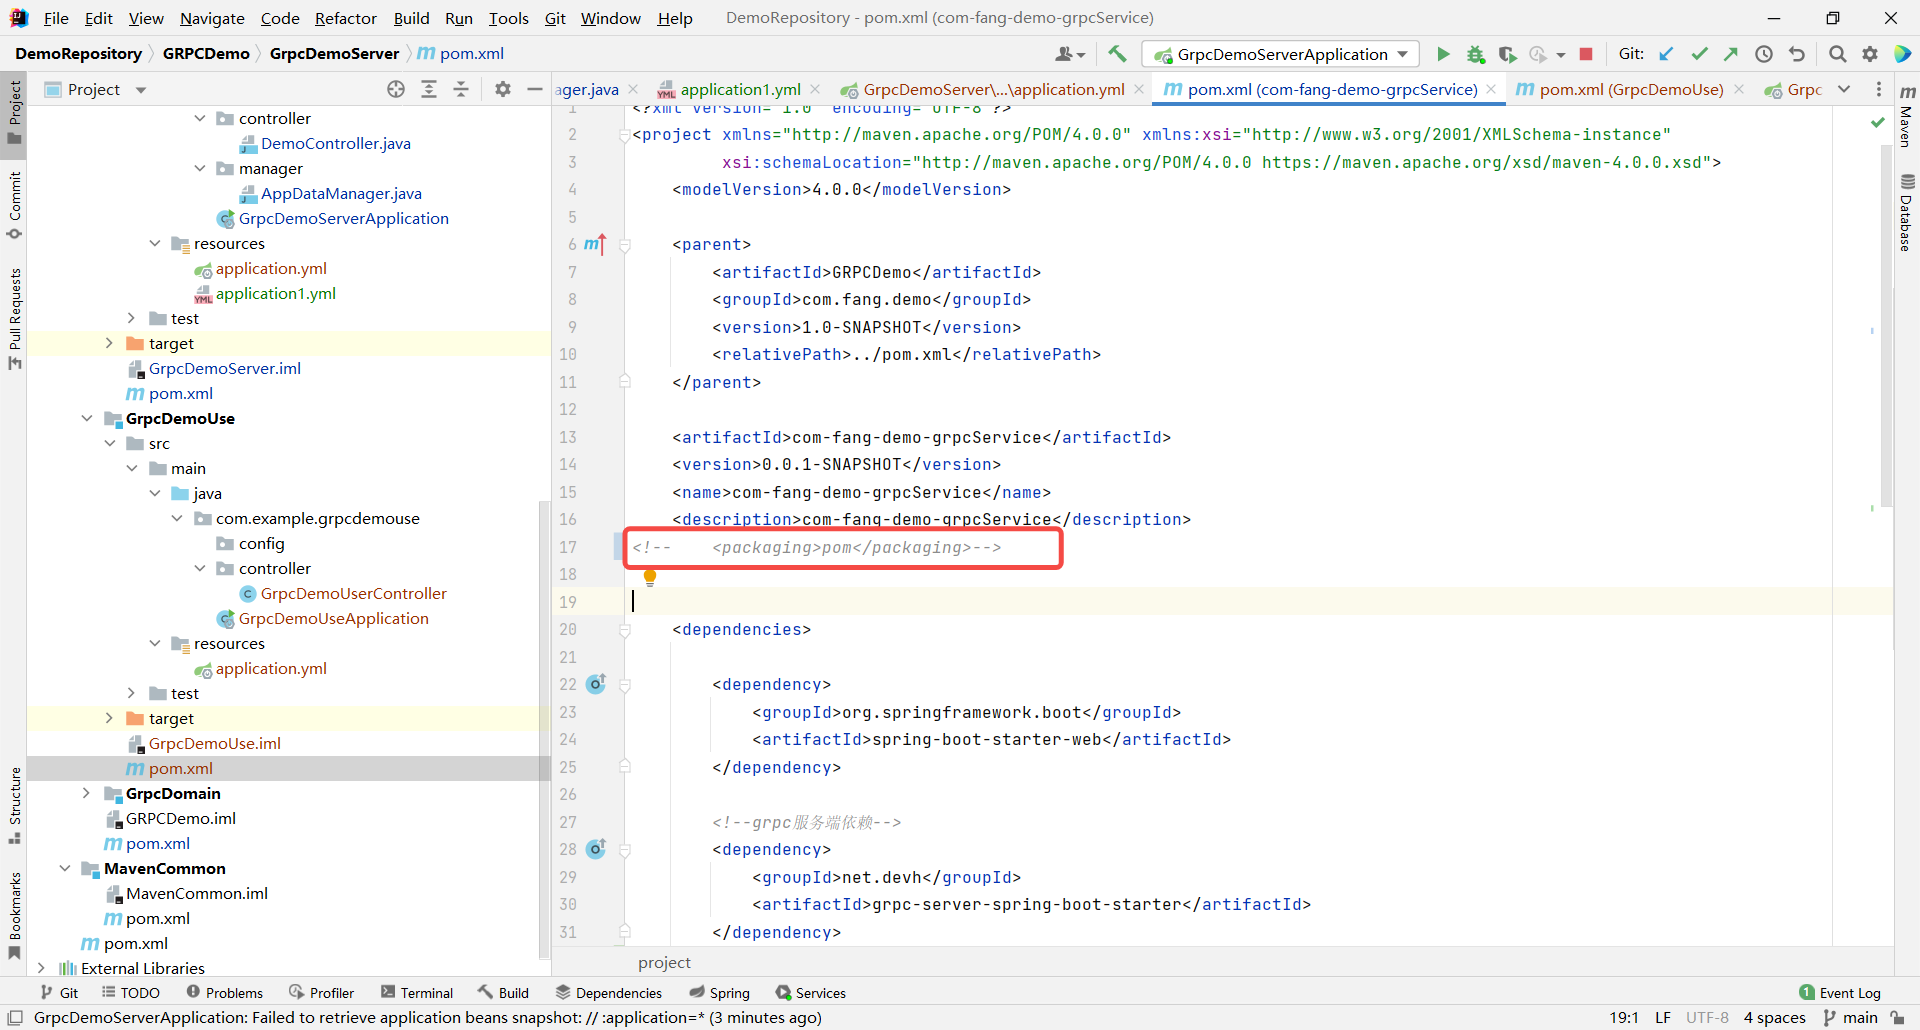 File Edit View Navigate Code Refactor Build Run Tools Git Window Help DemoRepository - pom.xml (com-fang-demo-grpcService)
DemoRepository GRPCDemo GrpcDemoServer pom.xml GrpcDemoServerApplication Git:
Project
ager.java application1.yml GrpcDemoServer\...\application.yml pom.xml (com-fang-demo-grpcService) pom.xml (GrpcDemoUse) Grpc
Project
Commit
Pull Requests
Structure
Bookmarks
controller
DemoController.java
manager
AppDataManager.java
GrpcDemoServerApplication
resources
application.yml
application1.yml
test
target
GrpcDemoServer.iml
pom.xml
GrpcDemoUse
src
main
java
com.example.grpcdemouse
config
controller
GrpcDemoUserController
GrpcDemoUseApplication
resources
application.yml
test
target
GrpcDemoUse.iml
pom.xml
GrpcDomain
GRPCDemo.iml
pom.xml
MavenCommon
MavenCommon.iml
pom.xml
pom.xml
External Libraries
1 <?xml version="1.0" encoding="UTF-8"?>
2 <project xmlns="http://maven.apache.org/POM/4.0.0" xmlns:xsi="http://www.w3.org/2001/XMLSchema-instance"
3 xsi:schemaLocation="http://maven.apache.org/POM/4.0.0 https://maven.apache.org/xsd/maven-4.0.0.xsd">
4 <modelVersion>4.0.0</modelVersion>
5
6 <parent>
7 <artifactId>GRPCDemo</artifactId>
8 <groupId>com.fang.demo</groupId>
9 <version>1.0-SNAPSHOT</version>
10 <relativePath>../pom.xml</relativePath>
11 </parent>
12
13 <artifactId>com-fang-demo-grpcService</artifactId>
14 <version>0.0.1-SNAPSHOT</version>
15 <name>com-fang-demo-grpcService</name>
16 <description>com-fang-demo-grpcService</description>
17 <!-- <packaging>pom</packaging>-->
18
19
20 <dependencies>
21
22 <dependency>
23 <groupId>org.springframework.boot</groupId>
24 <artifactId>spring-boot-starter-web</artifactId>
25 </dependency>
26
27 <!--grpc服务端依赖-->
28 <dependency>
29 <groupId>net.devh</groupId>
30 <artifactId>grpc-server-spring-boot-starter</artifactId>
31 </dependency>
project
Maven
Database
Git TODO Problems Profiler Terminal Build Dependencies Spring Services 1 Event Log
GrpcDemoServerApplication: Failed to retrieve application beans snapshot: // :application=* (3 minutes ago) 19:1 LF UTF-8 4 spaces main